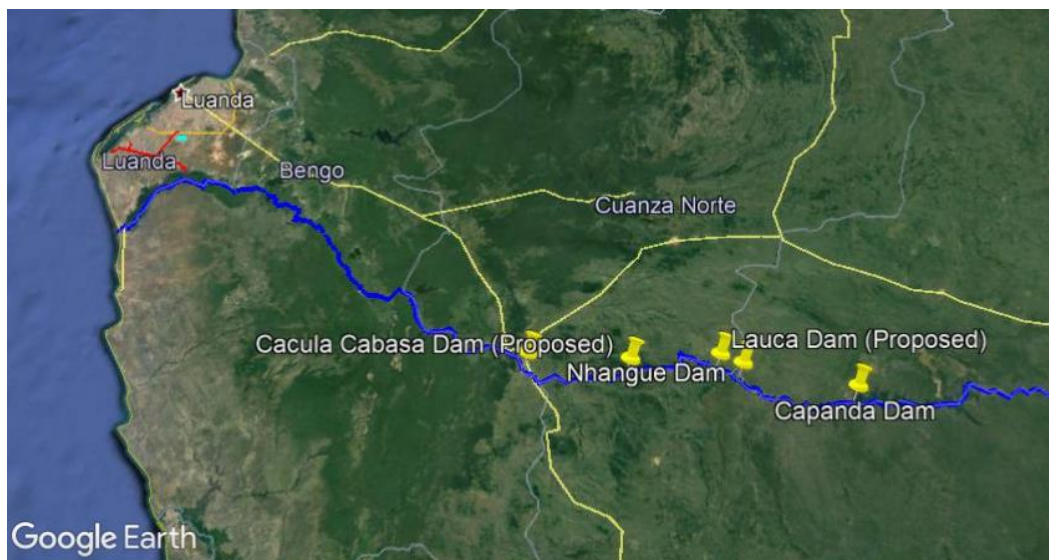 Luanda
Luanda
Bengo
Cuanza Norte
Cacula Cabasa Dam (Proposed)
Lauca Dam (Proposed)
Nhangue Dam
Capanda Dam
Google Earth